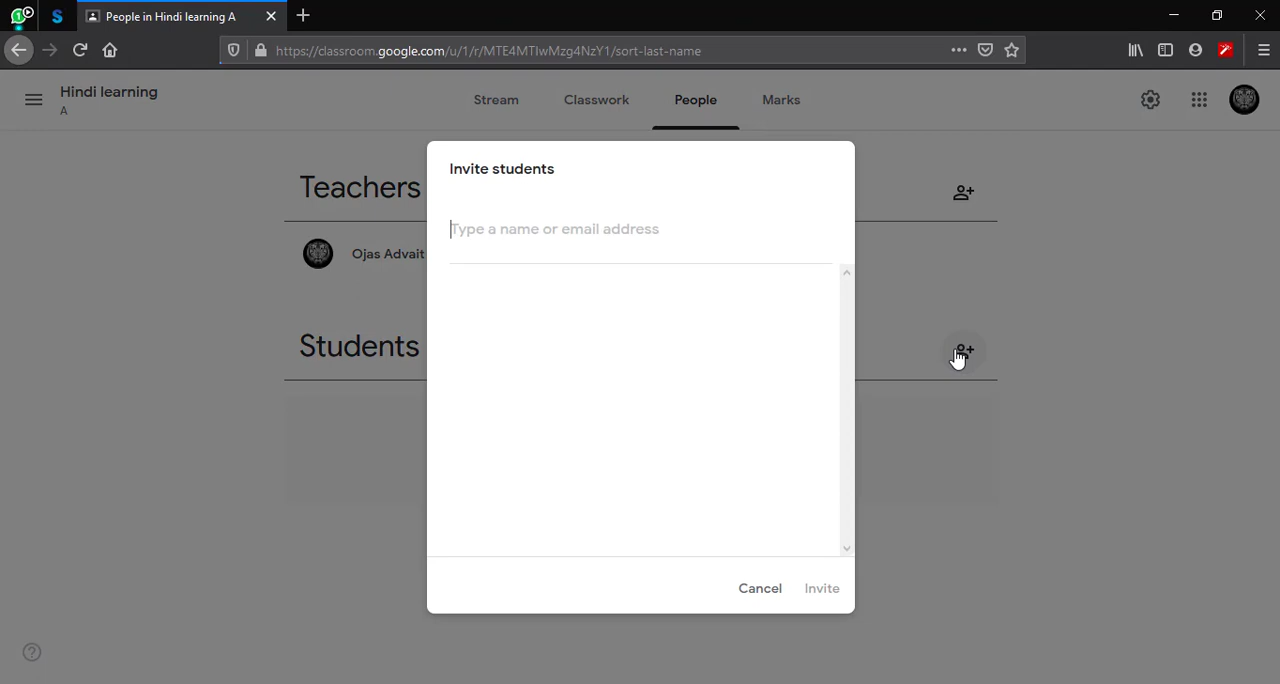 People in Hindi learning A
https://classroom.google.com/u/1/r/MTE4MTIwMzg4NzY1/sort-last-name
Hindi learning
A
Stream
Classwork
People
Marks
Invite students
Teachers
Type a name or email address
Ojas Advait
Students
Cancel
Invite